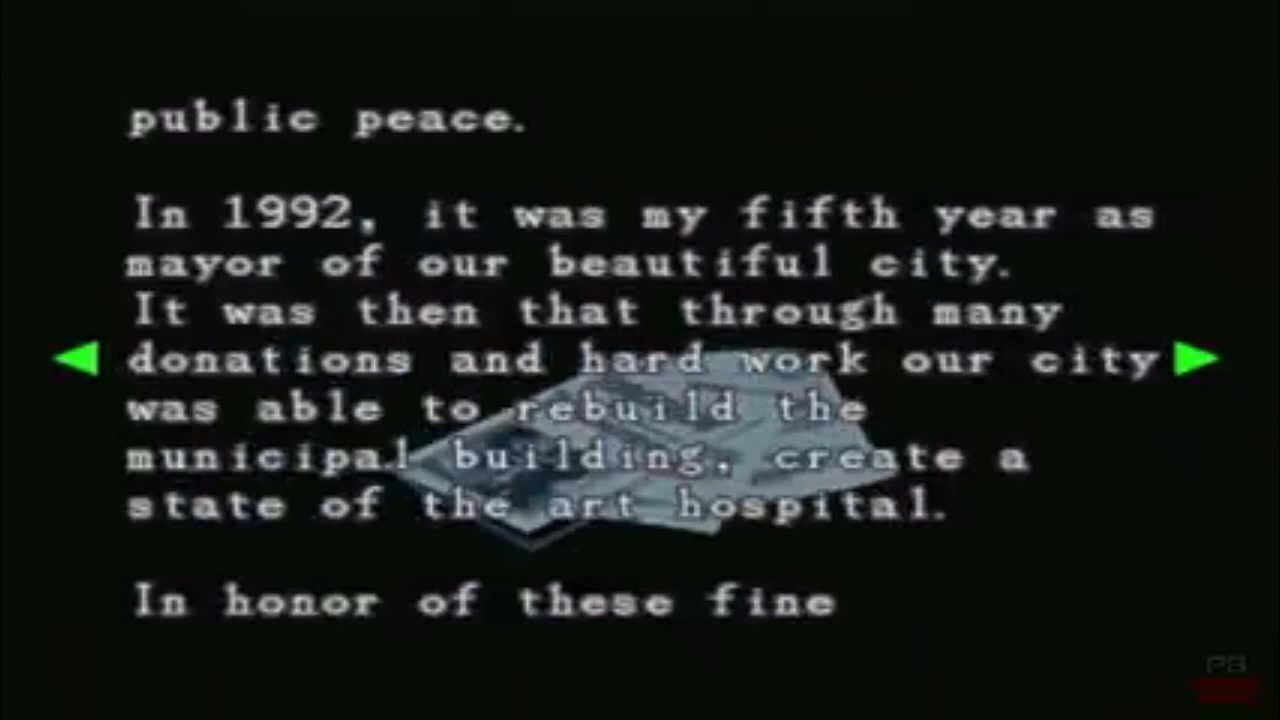 public peace.
In 1992, it was my fifth year as
mayor of our beautiful city.
It was then that through many
donations and hard work our city
was able to rebuild the
municipal building, create a
state of the art hospital.
In honor of these fine
PB